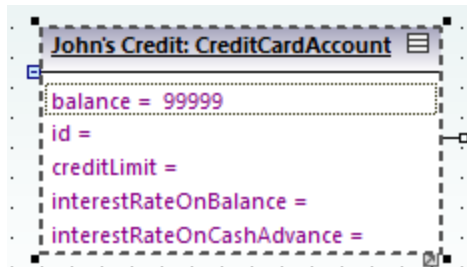 John's Credit: CreditCardAccount
balance = 99999
id =
creditLimit =
interestRateOnBalance =
interestRateOnCashAdvance =